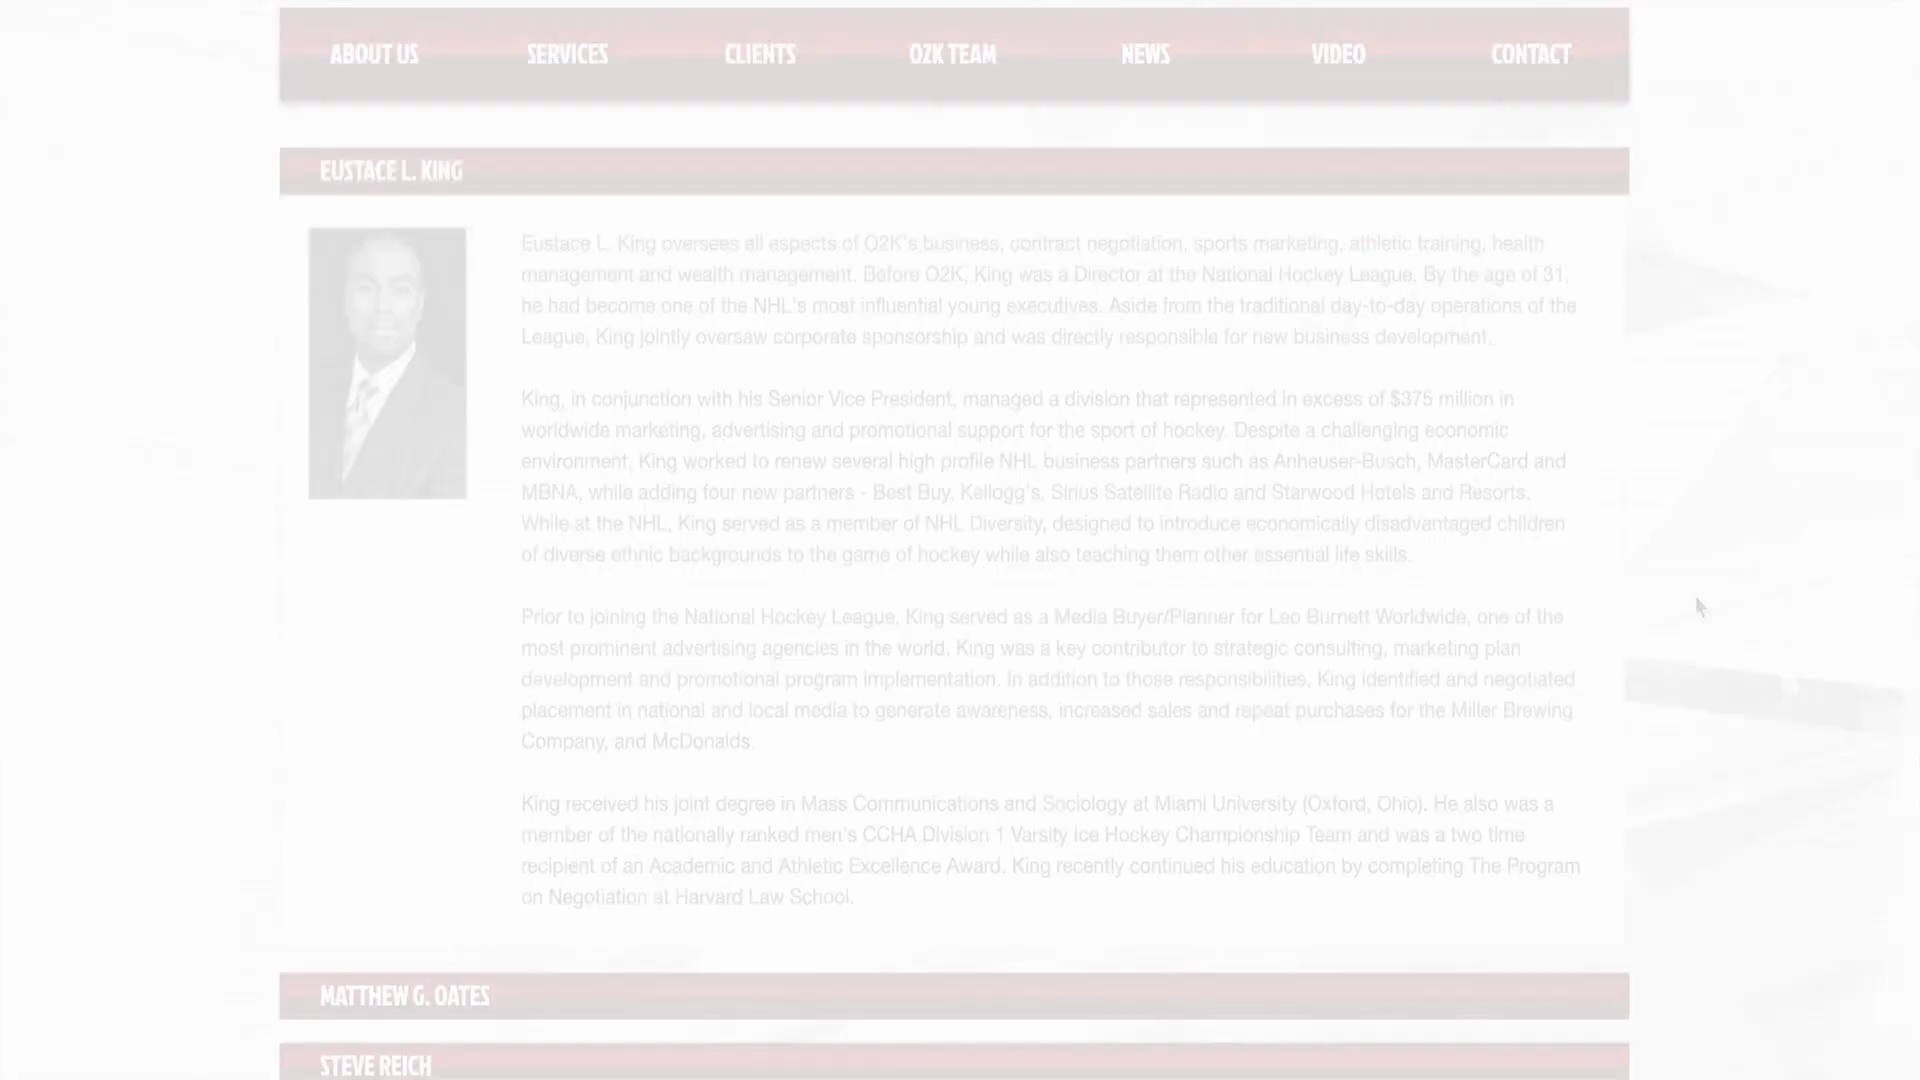 ABOUT US SERVICES CLIENTS O2K TEAM NEWS VIDEO CONTACT
EUSTACE L. KING
Eustace L. King oversees all aspects of O2K's business, contract negotiation, sports marketing, athletic training, health
management and wealth management. Before O2K, King was a Director at the National Hockey League. By the age of 31,
he had become one of the NHL's most influential young executives. Aside from the traditional day-to-day operations of the
League, King jointly oversaw corporate sponsorship and was directly responsible for new business development.
King, in conjunction with his Senior Vice President, managed a division that represented in excess of $375 million in
worldwide marketing, advertising and promotional support for the sport of hockey. Despite a challenging economic
environment, King worked to renew several high profile NHL business partners such as Anheuser-Busch, MasterCard and
MBNA, while adding four new partners - Best Buy, Kellogg's, Sirius Satellite Radio and Starwood Hotels and Resorts.
While at the NHL, King served as a member of NHL Diversity, designed to introduce economically disadvantaged children
of diverse ethnic backgrounds to the game of hockey while also teaching them other essential life skills.
Prior to joining the National Hockey League, King served as a Media Buyer/Planner for Leo Burnett Worldwide, one of the
most prominent advertising agencies in the world. King was a key contributor to strategic consulting, marketing plan
development and promotional program implementation. In addition to those responsibilities, King identified and negotiated
placement in national and local media to generate awareness, increased sales and repeat purchases for the Miller Brewing
Company, and McDonalds.
King received his joint degree in Mass Communications and Sociology at Miami University (Oxford, Ohio). He also was a
member of the nationally ranked men's CCHA Division 1 Varsity Ice Hockey Championship Team and was a two time
recipient of an Academic and Athletic Excellence Award. King recently continued his education by completing The Program
on Negotiation at Harvard Law School.
MATTHEW G. OATES
STEVE REICH